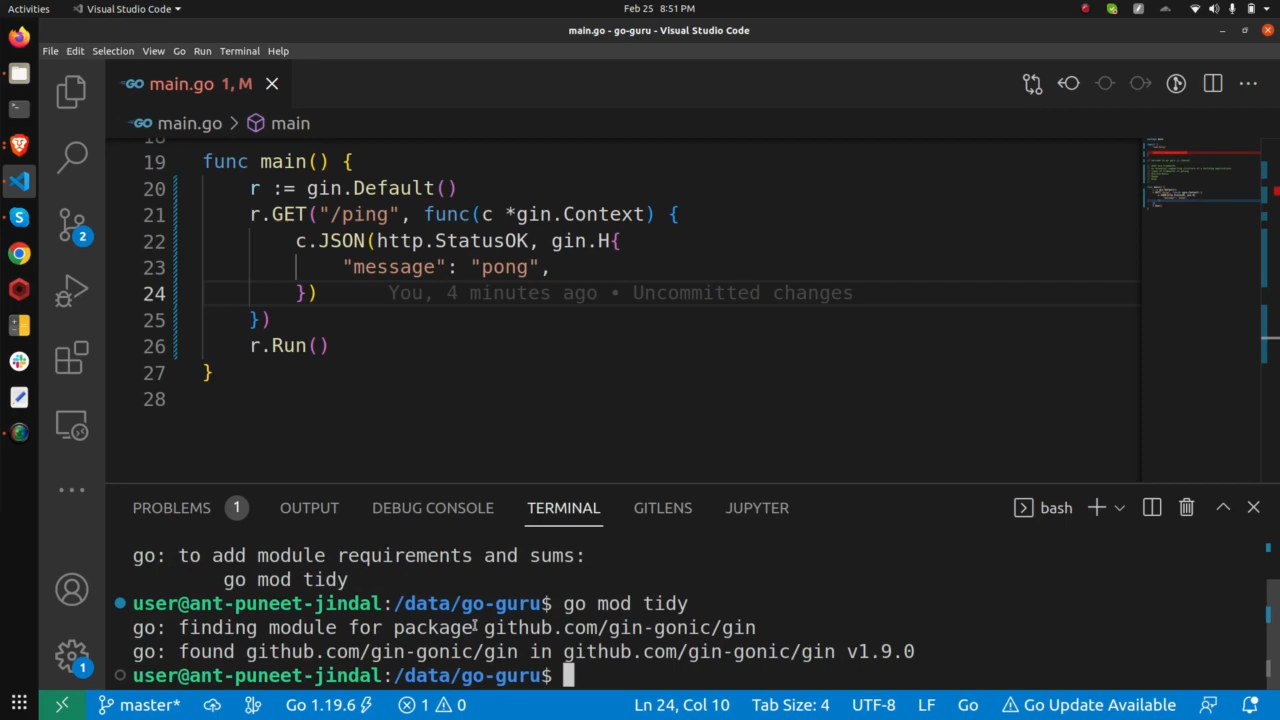 Activities
Visual Studio Code
Feb 25 8:51 PM
main.go - go-guru - Visual Studio Code
File Edit Selection View Go Run Terminal Help
GO main.go 1, M
GO main.go > main
18
19 func main() {
20 r := gin.Default()
21 r.GET("/ping", func(c *gin.Context) {
22 c.JSON(http.StatusOK, gin.H{
23 "message": "pong",
24 }) You, 4 minutes ago • Uncommitted changes
25 })
26 r.Run()
27 }
28
2
PROBLEMS 1 OUTPUT DEBUG CONSOLE TERMINAL GITLENS JUPYTER
bash
go: to add module requirements and sums:
go mod tidy
user@ant-puneet-jindal:/data/go-guru$ go mod tidy
go: finding module for package github.com/gin-gonic/gin
go: found github.com/gin-gonic/gin in github.com/gin-gonic/gin v1.9.0
user@ant-puneet-jindal:/data/go-guru$
1
master* Go 1.19.6 1 0 Ln 24, Col 10 Tab Size: 4 UTF-8 LF Go Go Update Available